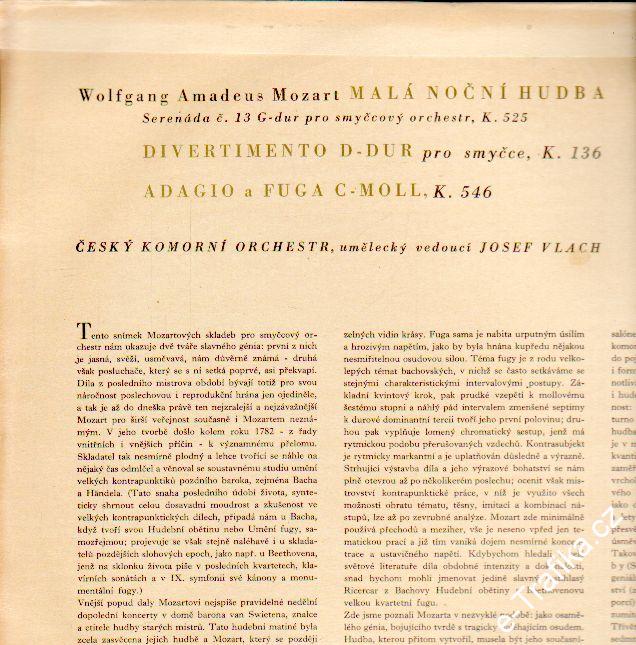 Wolfgang Amadeus Mozart MALÁ NOČNÍ HUDBA
Serenáda č. 13 G-dur pro smyčcový orchestr, K. 525
DIVERTIMENTO D-DUR pro smyčce, K. 136
ADAGIO a FUGA C-MOLL, K. 546
ČESKÝ KOMORNÍ ORCHESTR, umělecký vedoucí JOSEF VLACH
Tento snímek Mozartových skladeb pro smyčcový or-
chestr nám ukazuje dvě tváře slavného génia: první z nich
je jasná, svěží, usměvavá, nám důvěrně známá - druhá
však posluchače, který se s ní setká poprvé, asi překvapí.
Díla z posledního mistrova období bývají totiž pro svou
náročnost poslechovou i reprodukční hrána jen ojediněle,
a tak je až do dneška právě ten nejzralejší a nejzávažnější
Mozart pro širší veřejnost současně i Mozartem nezná-
mým. V jeho tvorbě došlo kolem roku 1782 - z řady
vnitřních i vnějších příčin - k významnému přelomu.
Skladatel tak nesmírně plodný a lehce tvořící se náhle na
nějaký čas odmlčel a věnoval se soustavnému studiu umění
velkých kontrapunktiků pozdního baroka, zejména Bacha
a Händela. (Tato snaha posledního údobí života, synte-
ticky shrnout celou dosavadní moudrost a zkušenost ve
velkých kontrapunktických dílech, připadá nám u Bacha,
když tvoří svou Hudební obětinu nebo Umění fugy, sa-
mozřejmou; projevuje se však stejně naléhavě i u sklada-
telů pozdějších slohových epoch, jako např. u Beethovena,
jenž na sklonku života píše v posledních kvartetech, kla-
vírních sonátách a v IX. symfonii své kánony a monu-
mentální fugy.)
Vnější popud daly Mozartovi nejspíše pravidelné nedělní
dopolední koncerty v domě barona van Swietena, znalce
a ctitele hudby starých mistrů. Tato hudební matiné byla
zcela zasvěcena jejich hudbě a Mozart, který se později
zelných vidin krásy. Fuga sama je nabita urputným úsilím
a hrozivým napětím, jako by byla hnána kupředu nějakou
nesmiřitelnou osudovou silou. Téma fugy je z rodu velko-
lepých témat bachovských, v nichž se často setkáváme se
stejnými charakteristickými intervalovými postupy. Zá-
kladní kvintový krok, pak prudké vzepětí k mollovému
šestému stupni a náhlý pád intervalem zmenšené septimy
k durové dominantní tercii tvoří jeho první polovinu; dru-
hou pak vyplňuje lomený chromatický sestup, jenž má
rytmickou podobu přerušovaných vzdechů. Kontrasubjekt
je rytmicky markantní a je uplatňován důsledně a výrazně.
Strhující výstavba díla a jeho výrazové bohatství se nám
plně otevrou až po několikerém poslechu; ocenit však mis-
trovství kontrapunktické práce, v níž je využito všech
možností obratu tématu, těsny, imitací a kombinací ná-
stupů, lze až po zevrubné analýze. Mozart zde minimálně
používá přechodů a mezihér, vše je neseno vpřed jen te-
matickou prací a již tím vzniká dojem nesmírné koncen-
trace a ustavičného napětí. Kdybychom hledali v celé
světové literatuře díla obdobné intenzity a dokonalosti,
snad bychom mohli jmenovat jedině slavný šestihlasý
Ricercar z Bachovy Hudební obětiny a Beethovenovu
velkou kvartetní fugu.
Zde jsme poznali Mozarta v nezvyklé podobě: jako osamě-
lého génia, bojujícího tvrdě s tragicky doléhajícím osudem.
Hudba, kterou přitom vytvořil, musela být jeho současní-
e-Trafika.cz